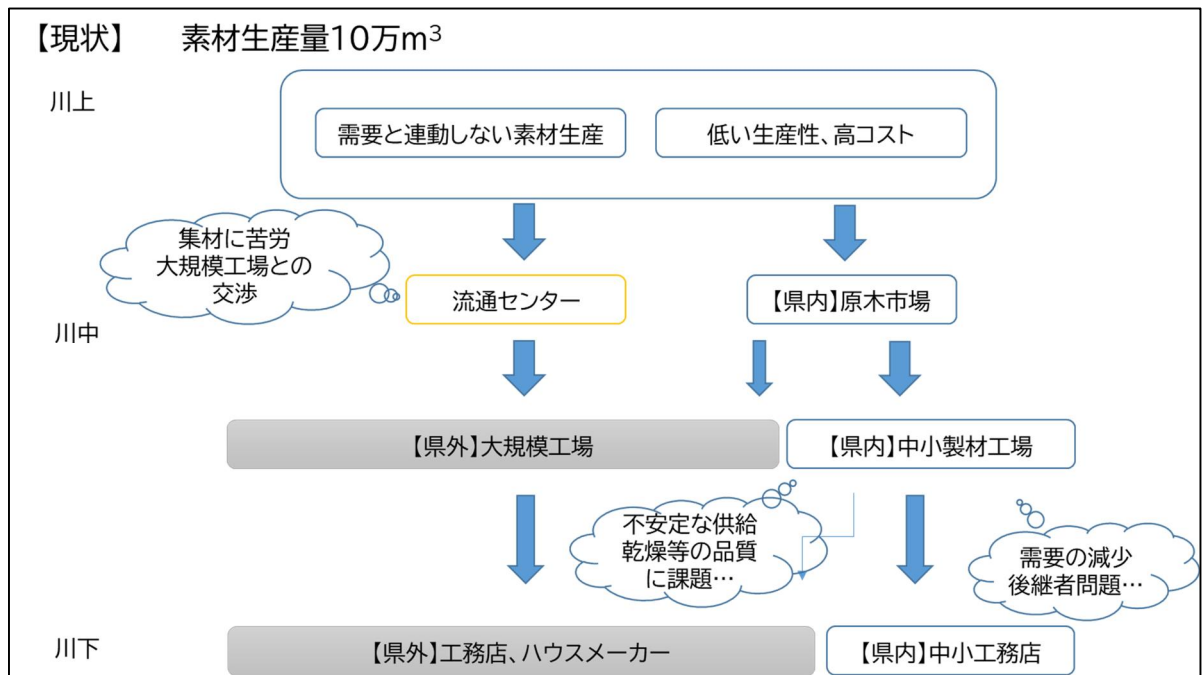 【現状】 素材生産量10万m³
川上
需要と連動しない素材生産
低い生産性、高コスト
集材に苦労
大規模工場との
交渉
流通センター
【県内】原木市場
川中
【県外】大規模工場
【県内】中小製材工場
不安定な供給
乾燥等の品質
に課題…
需要の減少
後継者問題…
川下
【県外】工務店、ハウスメーカー
【県内】中小工務店